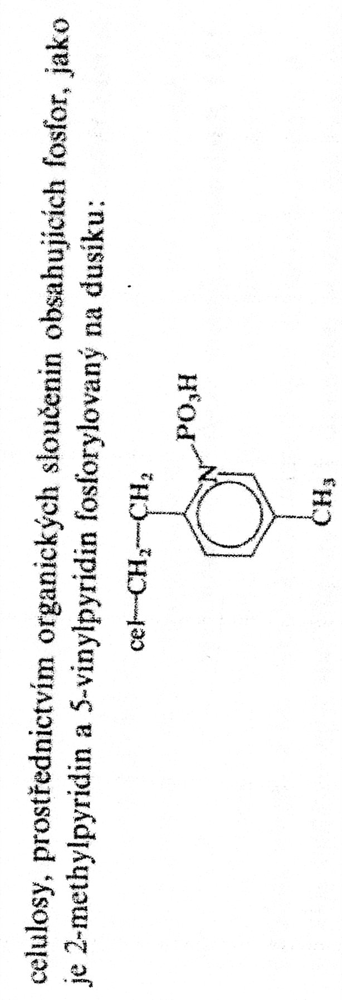 celulosy, prostřednictvím organických sloučenin obsahujících fosfor, jako
je 2-methylpyridin a 5-vinylpyridin fosforylovaný na dusíku:
cel—CH₂—CH₂
N
PO₃H
CH₃